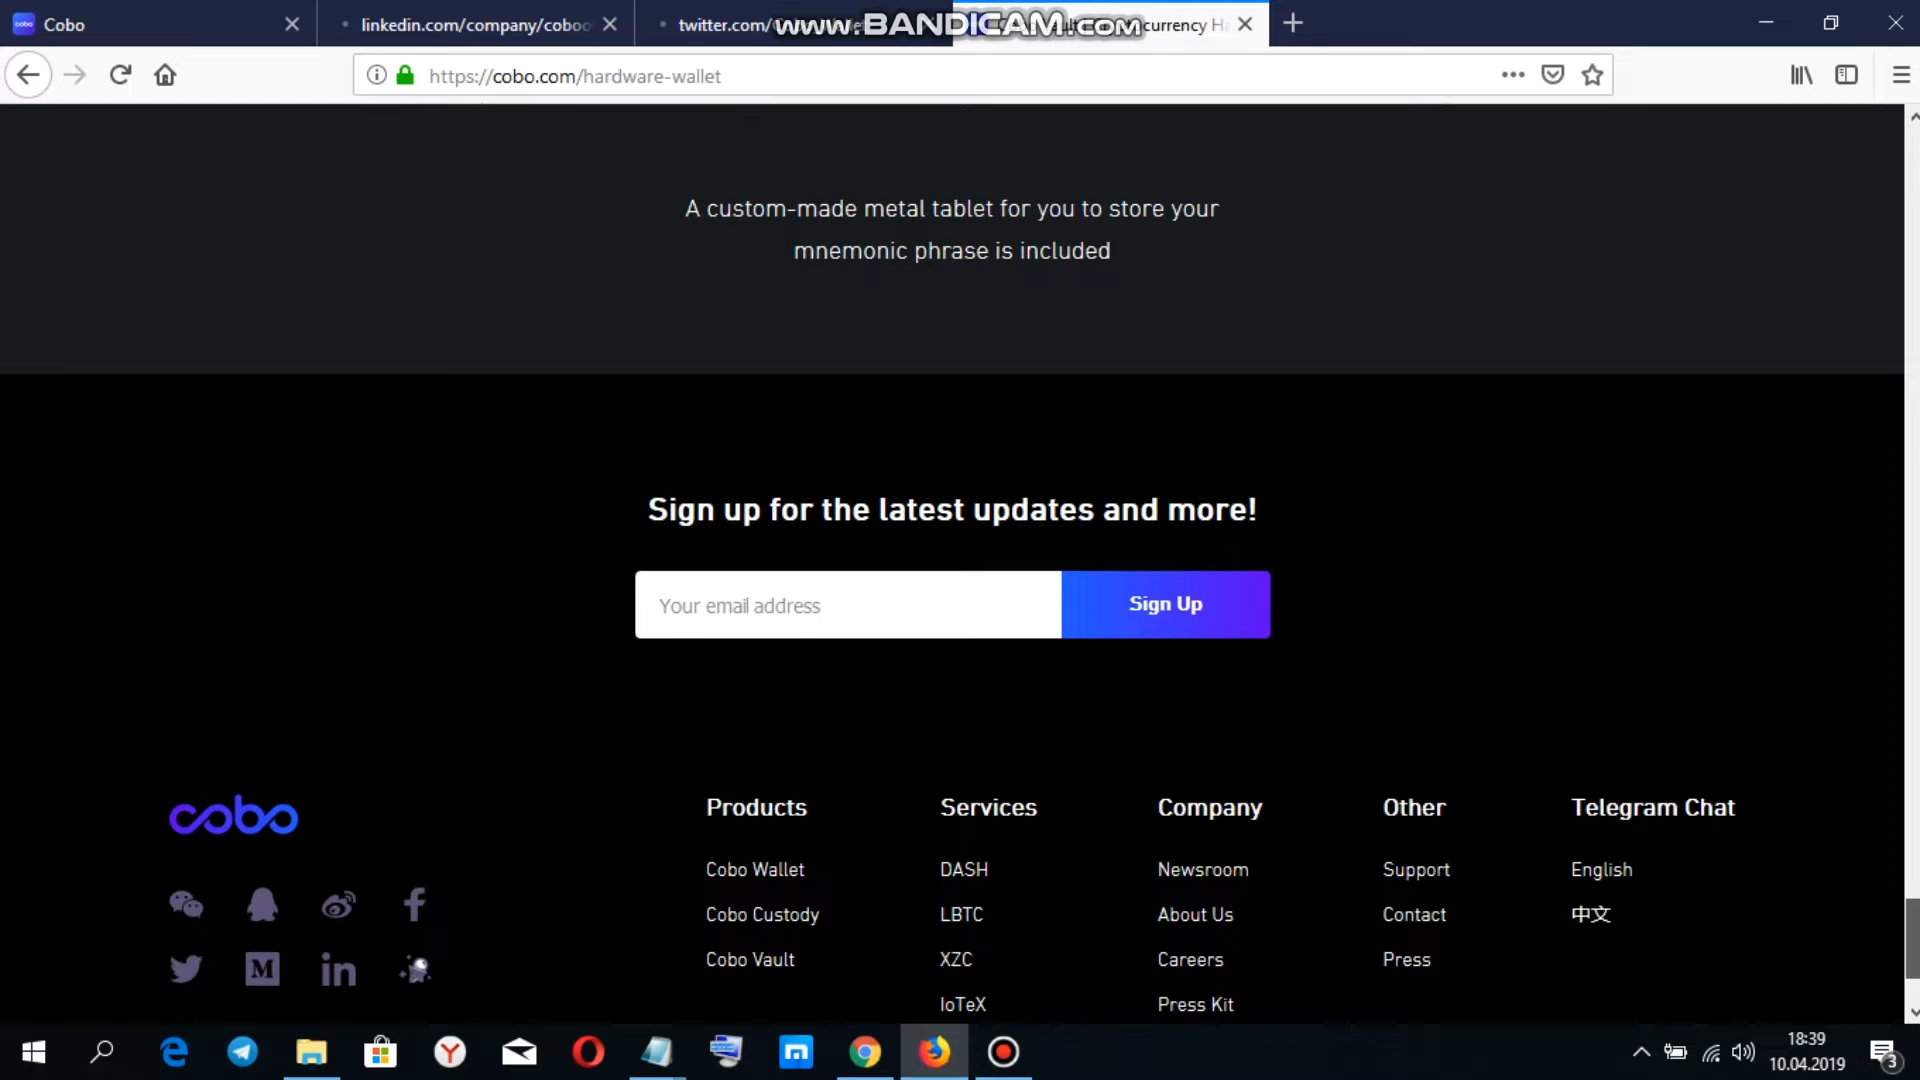 Cobo
linkedin.com/company/coboo
twitter.com/
www.BANDICAM.com
currency H
https://cobo.com/hardware-wallet
A custom-made metal tablet for you to store your
mnemonic phrase is included
Sign up for the latest updates and more!
Your email address
Sign Up
cobo
Products
Services
Company
Other
Telegram Chat
Cobo Wallet
DASH
Newsroom
Support
English
Cobo Custody
LBTC
About Us
Contact
中文
Cobo Vault
XZC
Careers
Press
IoTeX
Press Kit
18:39
10.04.2019
3